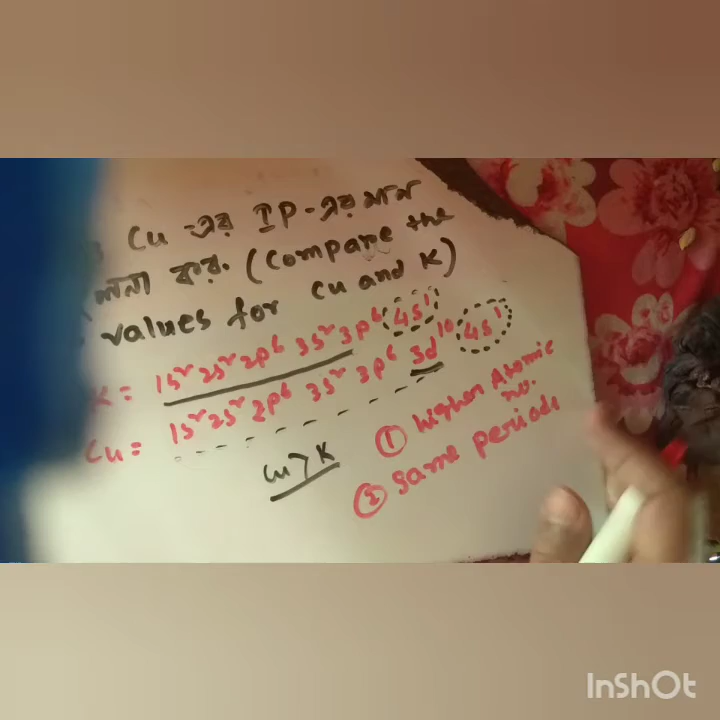 Cu -এর IP-এর মান
কর. (Compare the
values for Cu and K)
K = 1s² 2s² 2p⁶ 3s² 3p⁶ 4s¹
Cu = 1s² 2s² 2p⁶ 3s² 3p⁶ 3d¹⁰ 4s¹
Cu > K
① higher Atomic no.
② same periods
InShOt